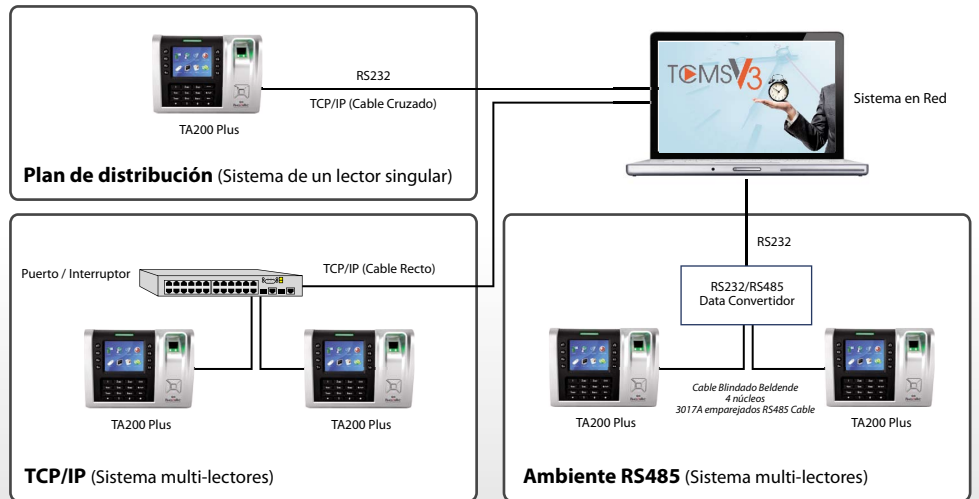 RS232
TCP/IP (Cable Cruzado)
TA200 Plus
Plan de distribución (Sistema de un lector singular)
TCMSV3
Sistema en Red
Puerto / Interruptor
TCP/IP (Cable Recto)
TA200 Plus
TA200 Plus
TCP/IP (Sistema multi-lectores)
RS232
RS232/RS485
Data Convertidor
Cable Blindado Beldende
4 núcleos
3017A emparejados RS485 Cable
TA200 Plus
TA200 Plus
Ambiente RS485 (Sistema multi-lectores)